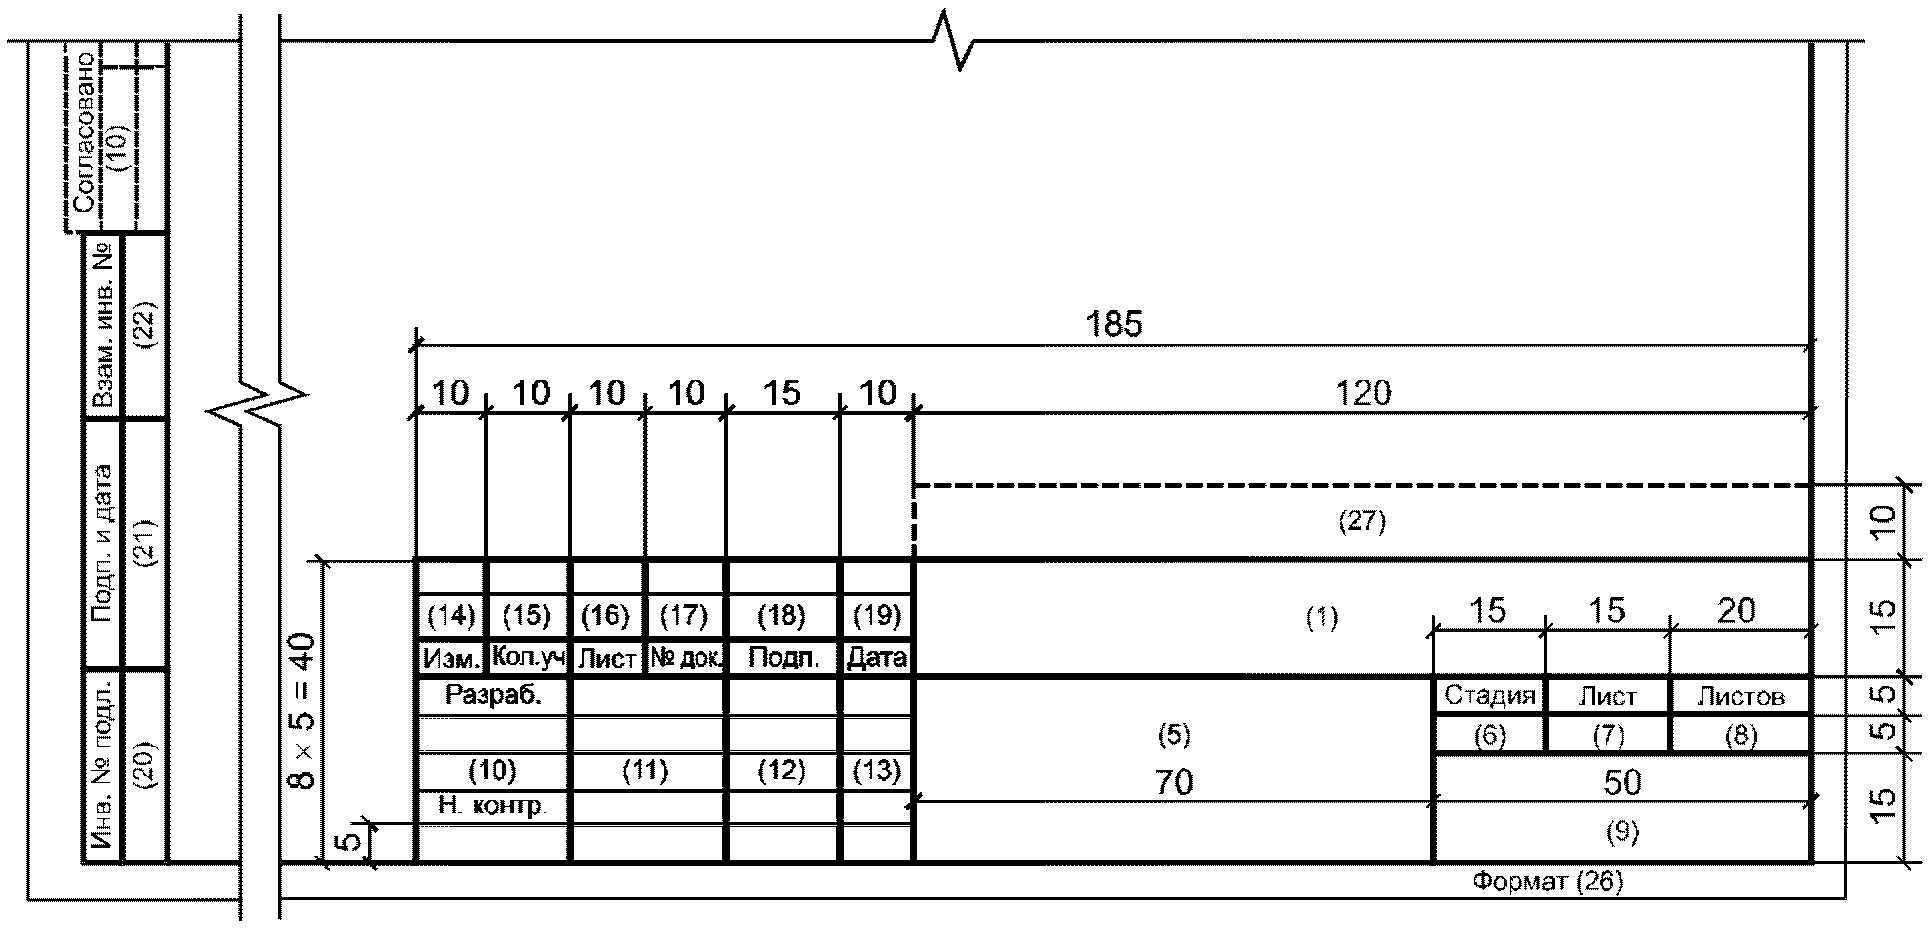 Согласовано
(10)
Взам. инв. №
(22)
Подп. и дата
(21)
Инв. № подл.
(20)
185
10 10 10 10 15 10 120
(27)
10
(14) (15) (16) (17) (18) (19)
(1)
15 15 20
15
Изм. Кол.уч Лист № док. Подп. Дата
Разраб.
Стадия Лист Листов
5
(5)
(6) (7) (8)
5
8 × 5 = 40
(10) (11) (12) (13)
70
50
15
Н. контр.
5
(9)
Формат (26)